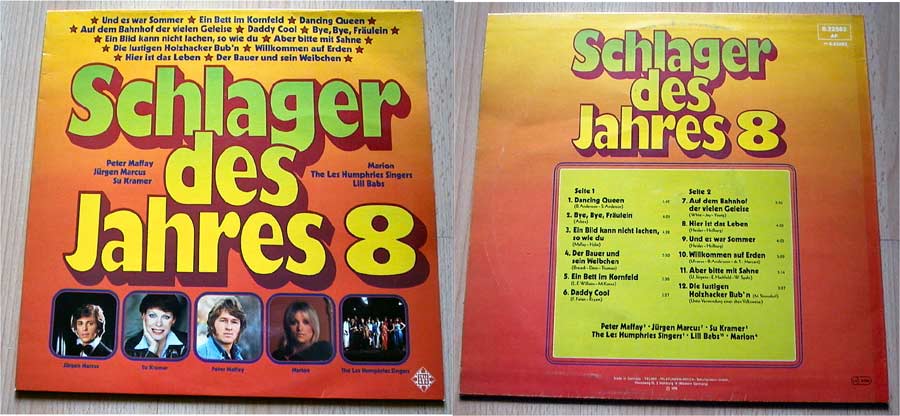 ★ Und es war Sommer ★ Ein Bett im Kornfeld ★ Dancing Queen ★
★ Auf dem Bahnhof der vielen Geleise ★ Daddy Cool ★ Bye, Bye, Fräulein ★
★ Ein Bild kann nicht lachen, so wie du ★ Aber bitte mit Sahne ★
★ Die lustigen Holzhacker Bub'n ★ Willkommen auf Erden ★
★ Hier ist das Leben ★ Der Bauer und sein Weibchen ★
Schlager
des
Jahres 8
Peter Maffay
Jürgen Marcus
Su Kramer
Marion
The Les Humphries Singers
Lill Babs
Jürgen Marcus
Su Kramer
Peter Maffay
Marion
The Les Humphries Singers
Schlager
des
Jahres 8
Seite 1
1. Dancing Queen
2. Bye, Bye, Fräulein
3. Ein Bild kann nicht lachen,
so wie du
4. Der Bauer und
sein Weibchen
5. Ein Bett im Kornfeld
6. Daddy Cool
Seite 2
7. Auf dem Bahnhof
der vielen Geleise
8. Hier ist das Leben
9. Und es war Sommer
10. Willkommen auf Erden
11. Aber bitte mit Sahne
12. Die lustigen
Holzhacker Bub'n
Peter Maffay · Jürgen Marcus · Su Kramer
The Les Humphries Singers · Lill Babs · Marion